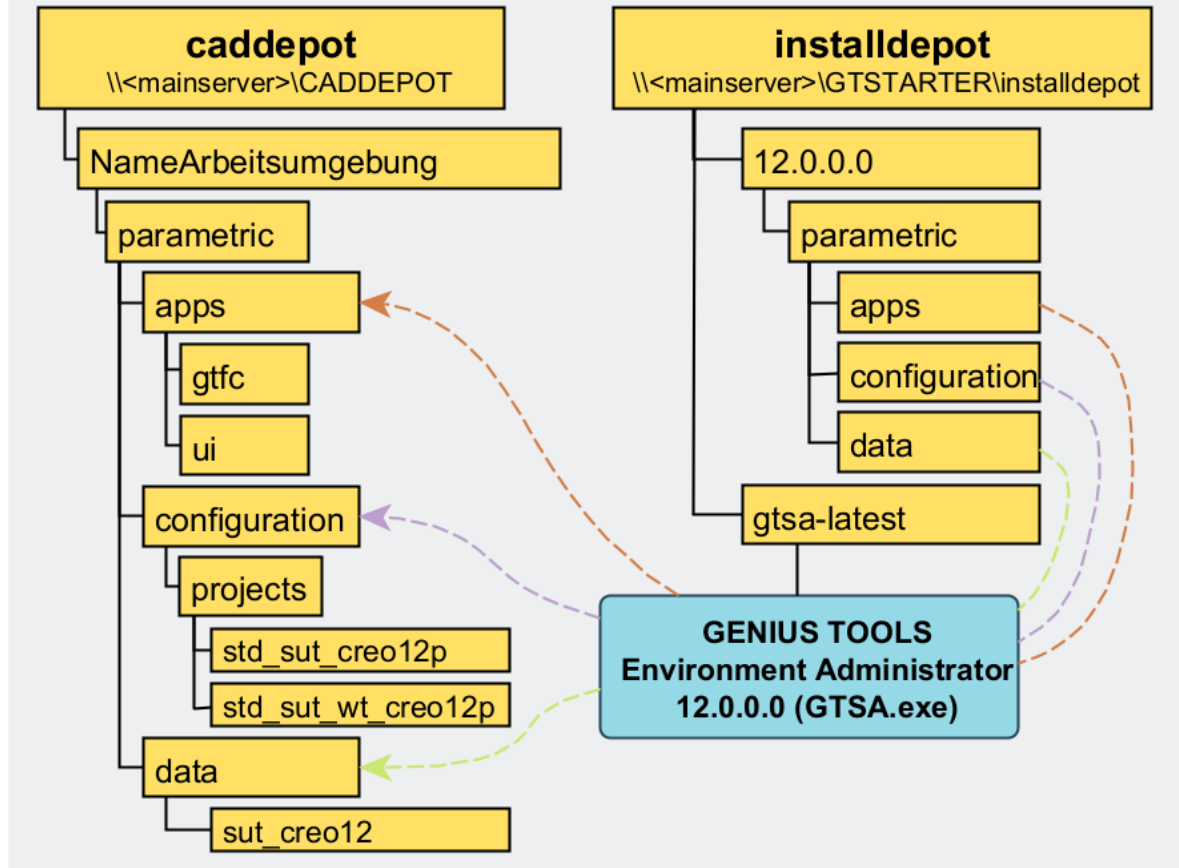 caddepot
\\<mainserver>\CADDEPOT
NameArbeitsumgebung
parametric
apps
gtfc
ui
configuration
projects
std_sut_creo12p
std_sut_wt_creo12p
data
sut_creo12
installdepot
\\<mainserver>\GTSTARTER\installdepot
12.0.0.0
parametric
apps
configuration
data
gtsa-latest
GENIUS TOOLS
Environment Administrator
12.0.0.0 (GTSA.exe)